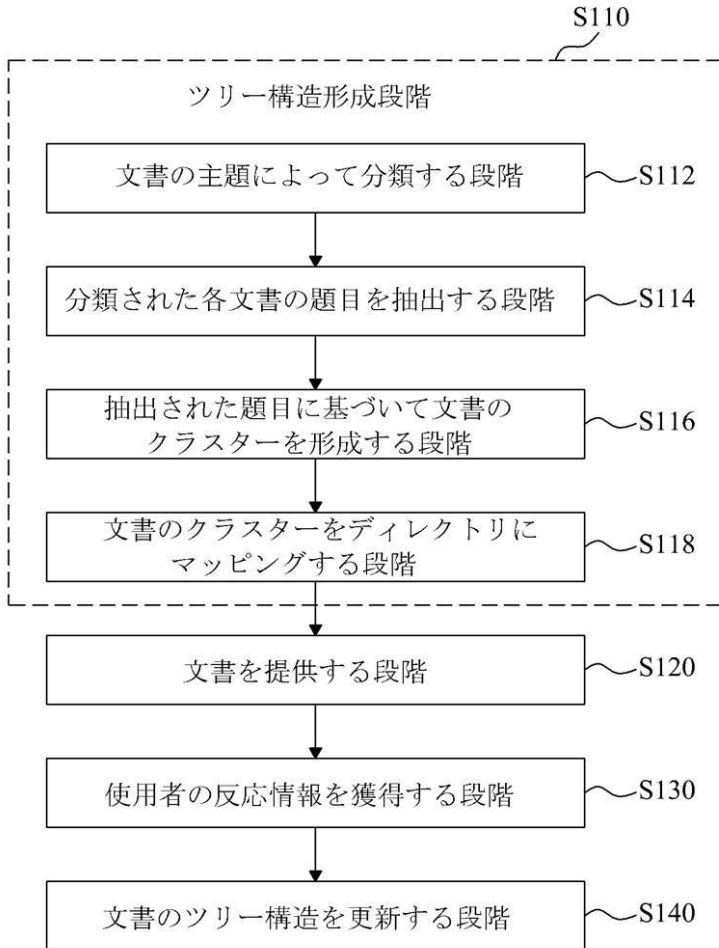 S110
ツリー構造形成段階
文書の主題によって分類する段階
S112
分類された各文書の題目を抽出する段階
S114
抽出された題目に基づいて文書の
クラスターを形成する段階
S116
文書のクラスターをディレクトリに
マッピングする段階
S118
文書を提供する段階
S120
使用者の反応情報を獲得する段階
S130
文書のツリー構造を更新する段階
S140